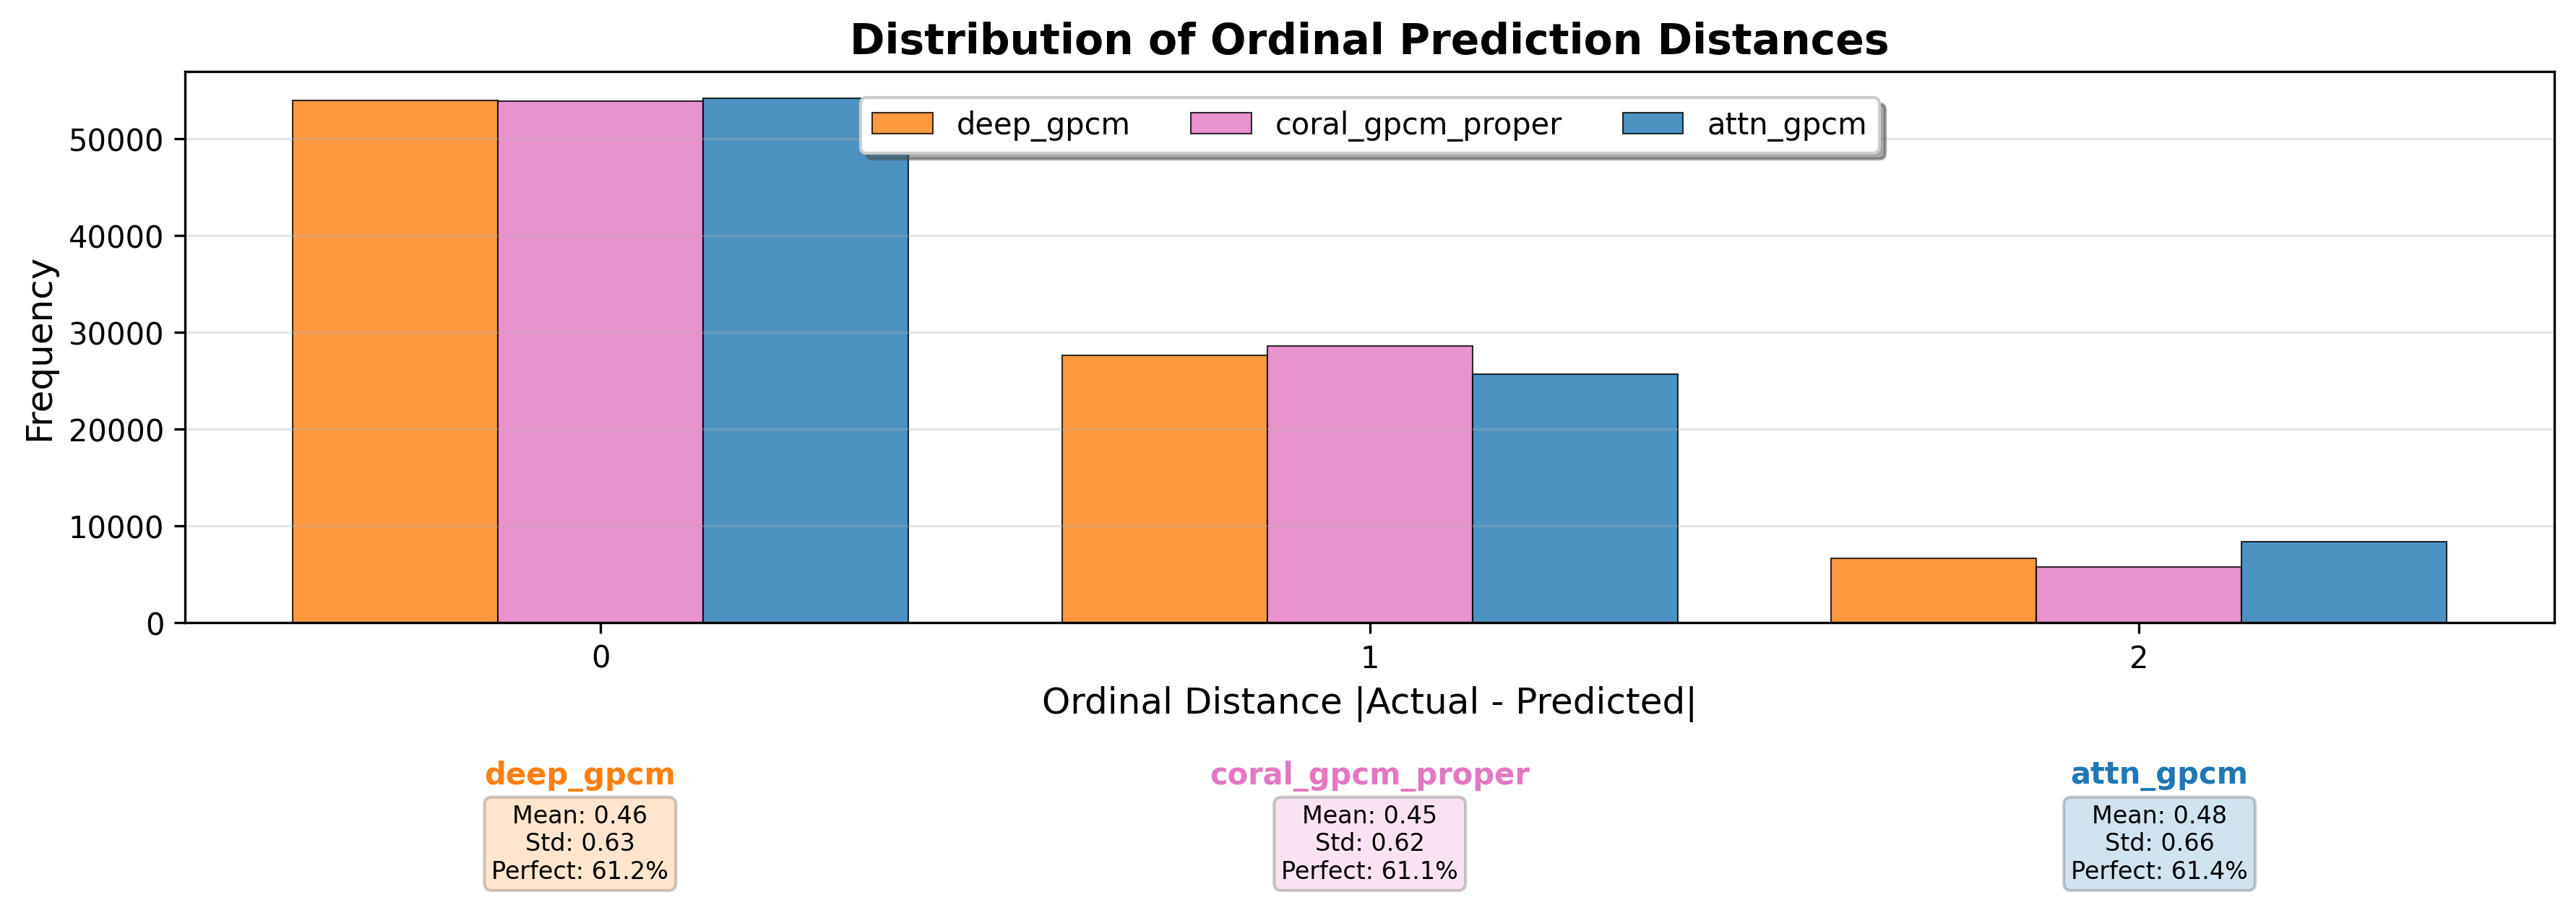 Distribution of Ordinal Prediction Distances
deep_gpcm coral_gpcm_proper attn_gpcm
Frequency
50000
40000
30000
20000
10000
0
0 1 2
Ordinal Distance |Actual - Predicted|
deep_gpcm
Mean: 0.46
Std: 0.63
Perfect: 61.2%
coral_gpcm_proper
Mean: 0.45
Std: 0.62
Perfect: 61.1%
attn_gpcm
Mean: 0.48
Std: 0.66
Perfect: 61.4%